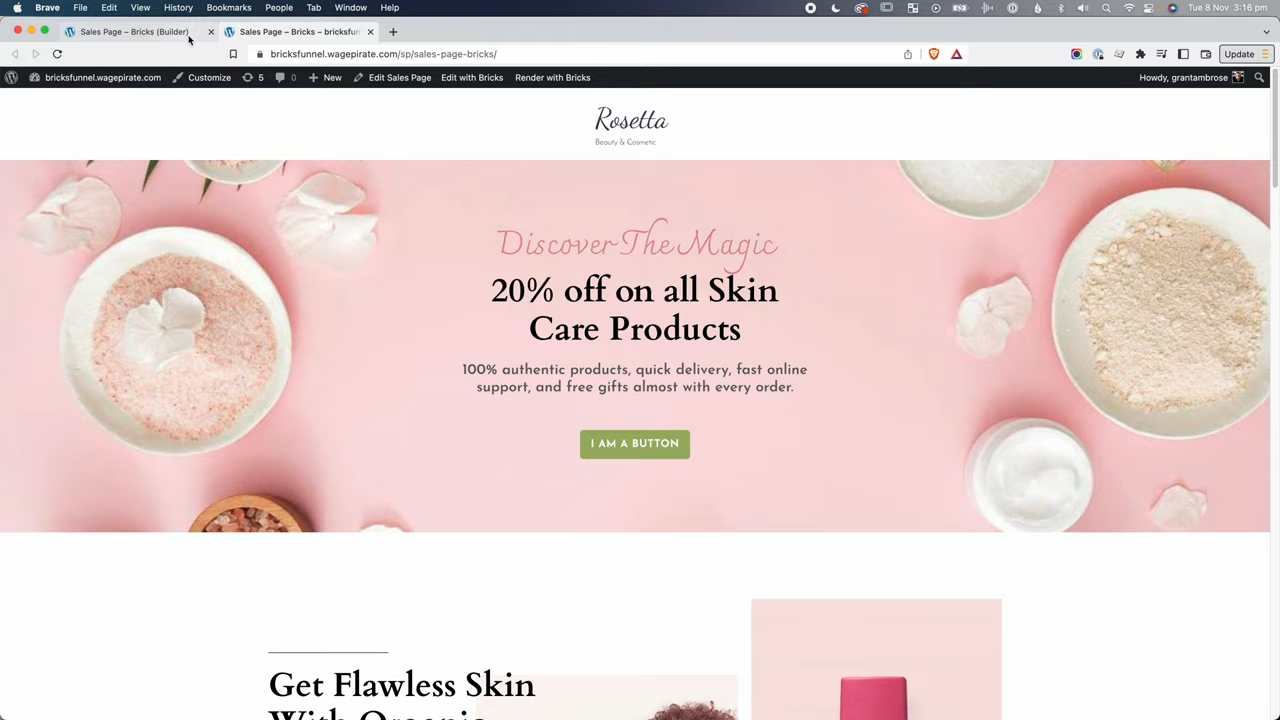 Brave File Edit View History Bookmarks People Tab Window Help Tue 8 Nov 3:16 pm
Sales Page – Bricks (Builder) Sales Page – Bricks – bricksfun
bricksfunnel.wagepirate.com/sp/sales-page-bricks/ Update
bricksfunnel.wagepirate.com Customize 5 0 New Edit Sales Page Edit with Bricks Render with Bricks Howdy, grantambrose
Rosetta
Beauty & Cosmetic
Discover The Magic
20% off on all Skin
Care Products
100% authentic products, quick delivery, fast online
support, and free gifts almost with every order.
I AM A BUTTON
Get Flawless Skin
With Organic